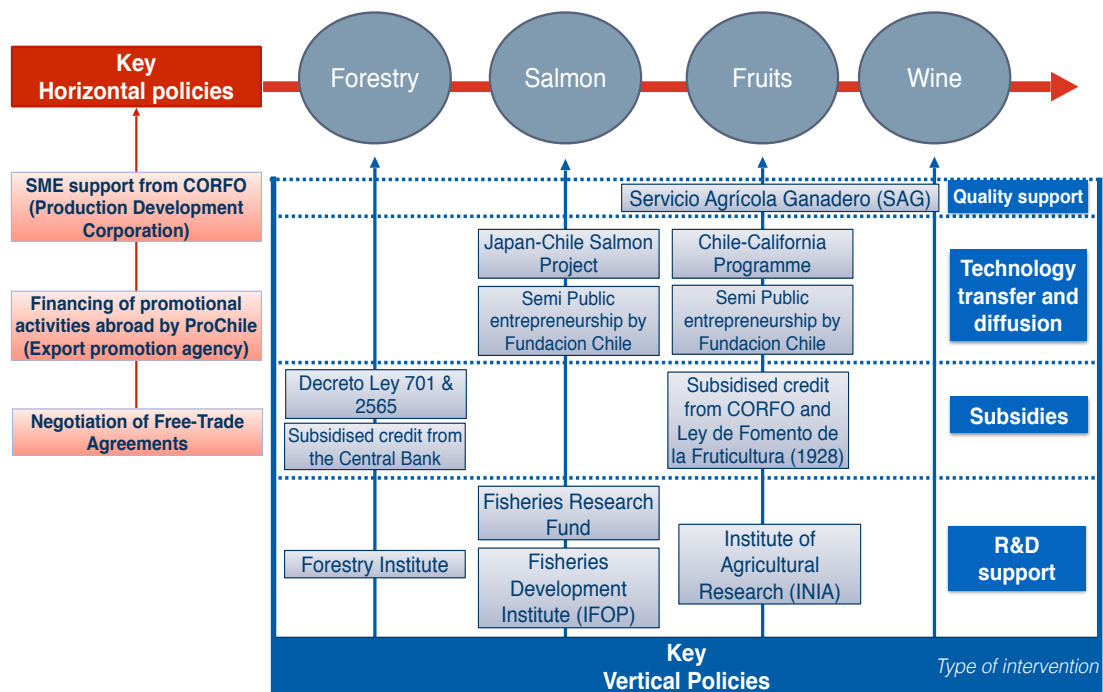 Key
Horizontal policies
Forestry
Salmon
Fruits
Wine
SME support from CORFO
(Production Development
Corporation)
Financing of promotional
activities abroad by ProChile
(Export promotion agency)
Negotiation of Free-Trade
Agreements
Servicio Agrícola Ganadero (SAG)
Quality support
Japan-Chile Salmon
Project
Chile-California
Programme
Semi Public
entrepreneurship by
Fundacion Chile
Semi Public
entrepreneurship by
Fundacion Chile
Technology
transfer and
diffusion
Decreto Ley 701 &
2565
Subsidised credit from
the Central Bank
Subsidised credit
from CORFO and
Ley de Fomento de
la Fruticultura (1928)
Subsidies
Forestry Institute
Fisheries Research
Fund
Fisheries
Development
Institute (IFOP)
Institute of
Agricultural
Research (INIA)
R&D
support
Key
Vertical Policies
Type of intervention